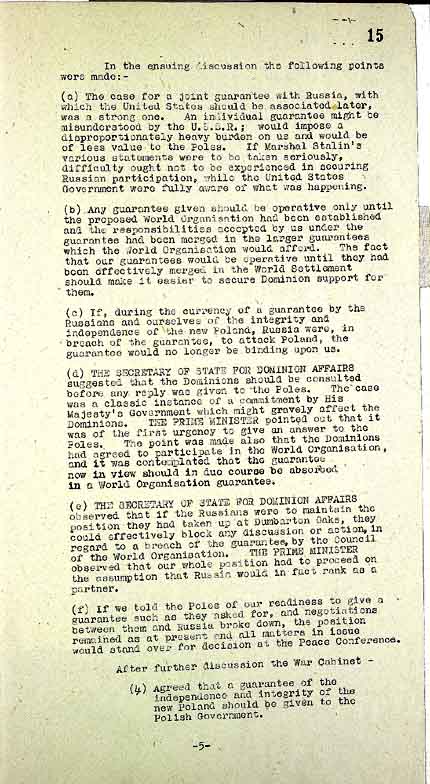 15
In the ensuing discussion the following points
were made:-
(a) The case for a joint guarantee with Russia, with
which the United States should be associated later,
was a strong one. An individual guarantee might be
misunderstood by the U.S.S.R.; would impose a
disproportionately heavy burden on us and would be
of less value to the Poles. If Marshal Stalin's
various statements were to be taken seriously,
difficulty ought not to be experienced in securing
Russian participation, while the United States
Government were fully aware of what was happening.
(b) Any guarantee given should be operative only until
the proposed World Organisation had been established
and the responsibilities accepted by us under the
guarantee had been merged in the larger guarantees
which the World Organisation would afford. The fact
that our guarantees would be operative until they had
been effectively merged in the World Settlement
should make it easier to secure Dominion support for
them.
(c) If, during the currency of a guarantee by the
Russians and ourselves of the integrity and
independence of the new Poland, Russia were, in
breach of the guarantee, to attack Poland, the
guarantee would no longer be binding upon us.
(d) THE SECRETARY OF STATE FOR DOMINION AFFAIRS
suggested that the Dominions should be consulted
before any reply was given to the Poles. The case
was a classic instance of a commitment by His
Majesty's Government which might gravely affect the
Dominions. THE PRIME MINISTER pointed out that it
was of the first urgency to give an answer to the
Poles. The point was made also that the Dominions
had agreed to participate in the World Organisation,
and it was contemplated that the guarantee
now in view should in due course be absorbed
in a World Organisation guarantee.
(e) THE SECRETARY OF STATE FOR DOMINION AFFAIRS
observed that if the Russians were to maintain the
position they had taken up at Dumbarton Oaks, they
could effectively block any discussion or action, in
regard to a breach of the guarantee, by the Council
of the World Organisation. THE PRIME MINISTER
observed that our whole position had to proceed on
the assumption that Russia would in fact rank as a
partner.
(f) If we told the Poles of our readiness to give a
guarantee such as they asked for, and negotiations
between them and Russia broke down, the position
remained as at present and all matters in issue
would stand over for decision at the Peace Conference.
After further discussion the War Cabinet -
(4) Agreed that a guarantee of the
independence and integrity of the
new Poland should be given to the
Polish Government.
-5-